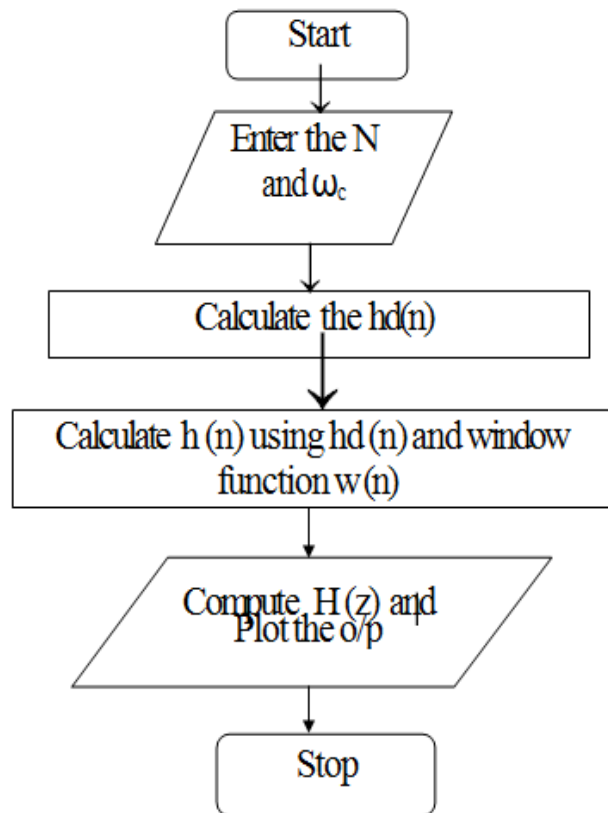 Start
Enter the N
and ωc
Calculate the hd(n)
Calculate h (n) using hd (n) and window
function w (n)
Compute H (z) and
Plot the o/p
Stop